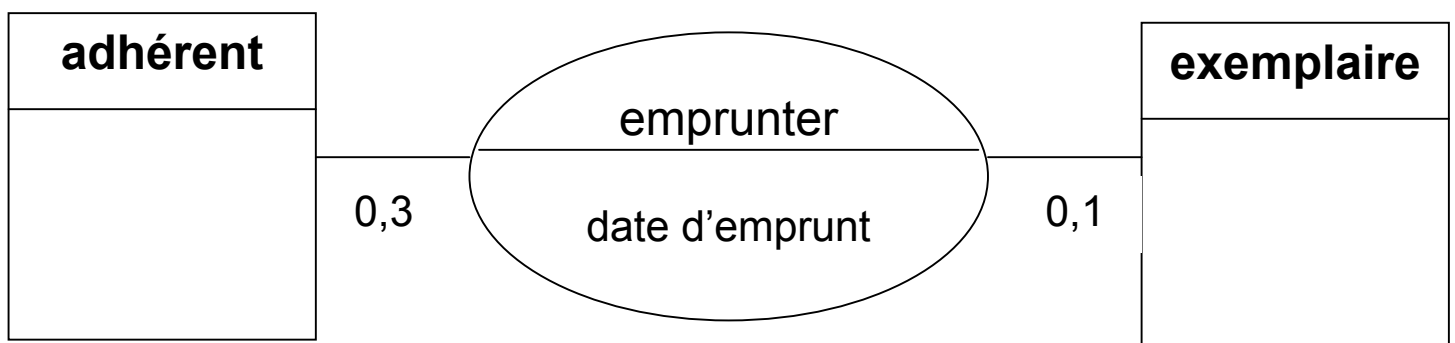 adhérent
emprunter
date d’emprunt
exemplaire
0,3
0,1